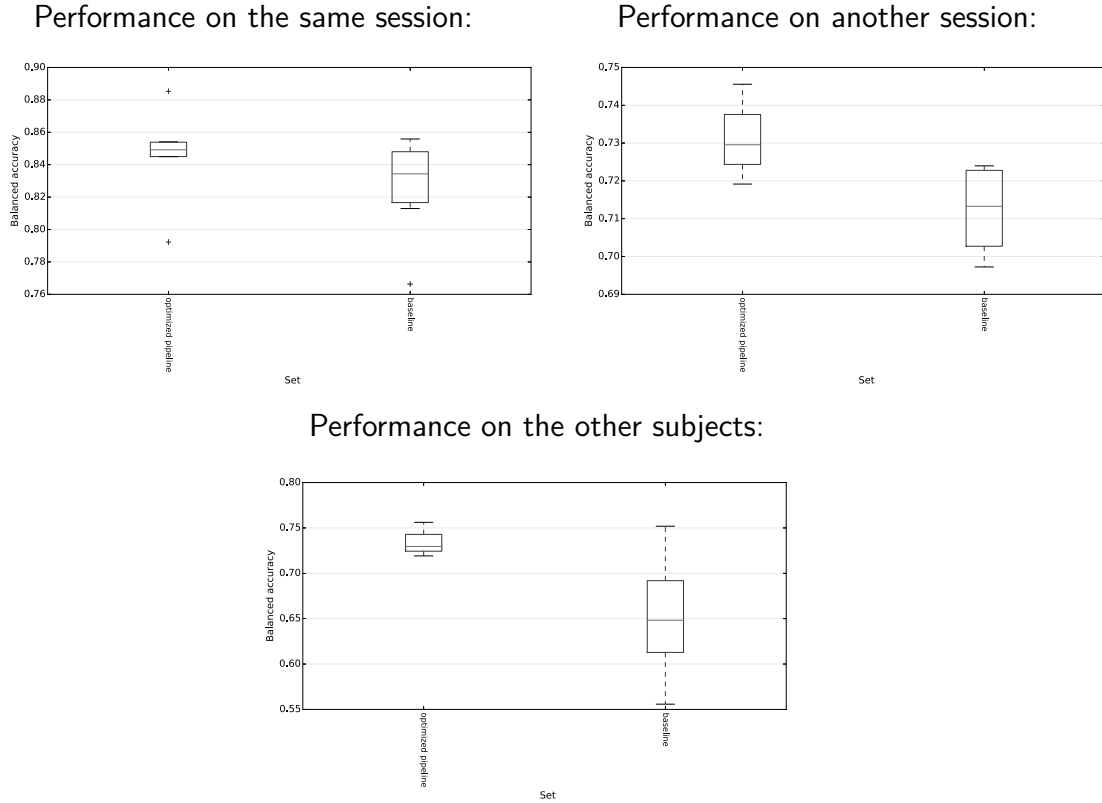 Performance on the same session:
0.90
0.88
0.86
0.84
0.82
0.80
0.78
0.76
Balanced accuracy
optimized pipeline
baseline
Set
Performance on another session:
0.75
0.74
0.73
0.72
0.71
0.70
0.69
Balanced accuracy
optimized pipeline
baseline
Set
Performance on the other subjects:
0.80
0.75
0.70
0.65
0.60
0.55
Balanced accuracy
optimized pipeline
baseline
Set